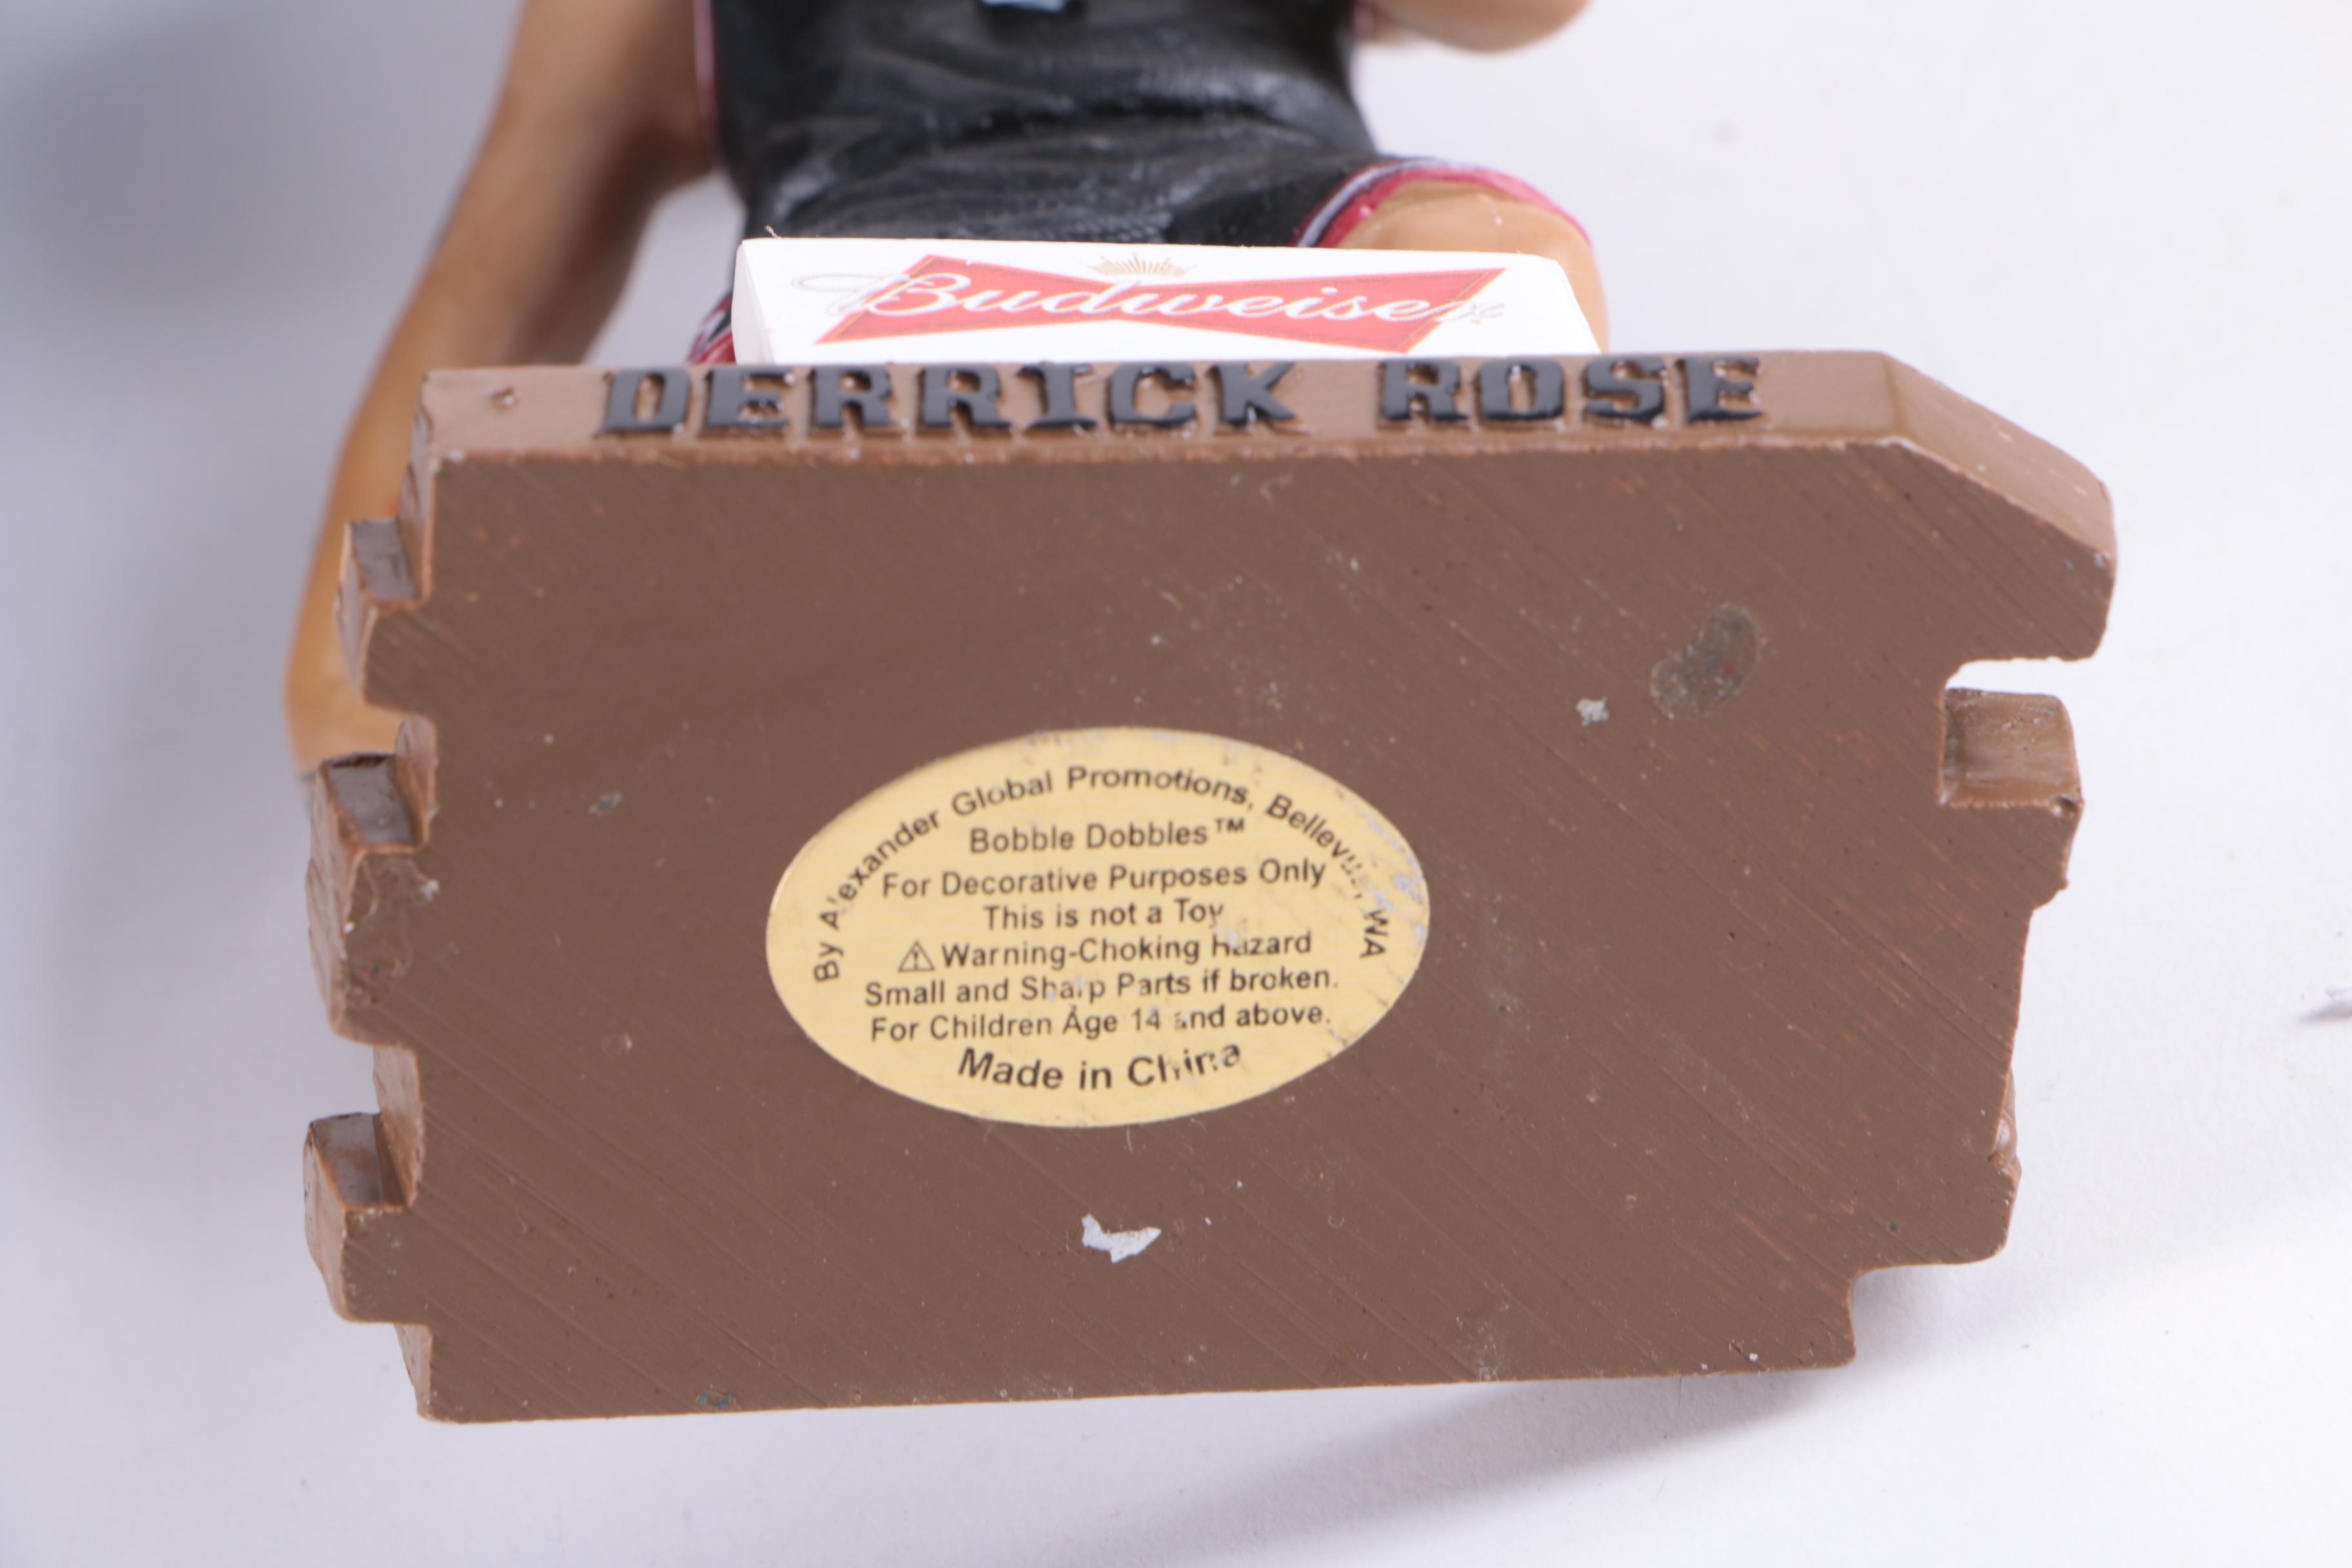 Budweiser
DERRICK ROSE
By Alexander Global Promotions, Bellevue, WA
Bobble Dobbles™
For Decorative Purposes Only
This is not a Toy
⚠ Warning-Choking Hazard
Small and Sharp Parts if broken.
For Children Age 14 and above.
Made in China